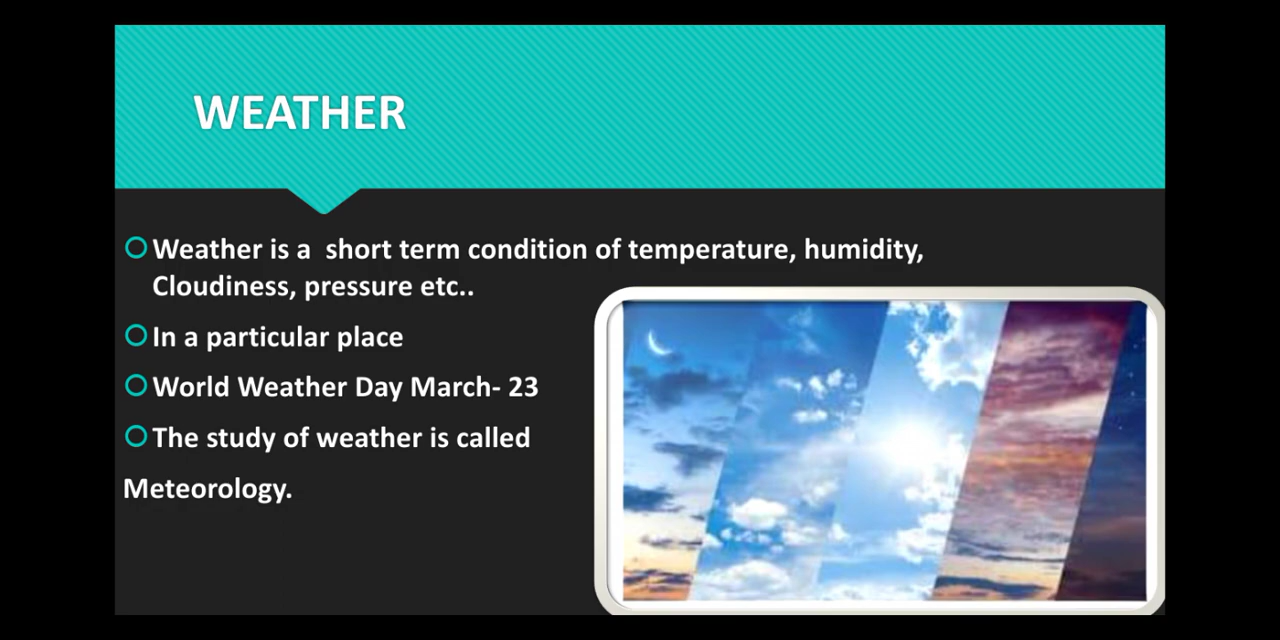 WEATHER
Weather is a  short term condition of temperature, humidity,
Cloudiness, pressure etc..
In a particular place
World Weather Day March- 23
The study of weather is called
Meteorology.